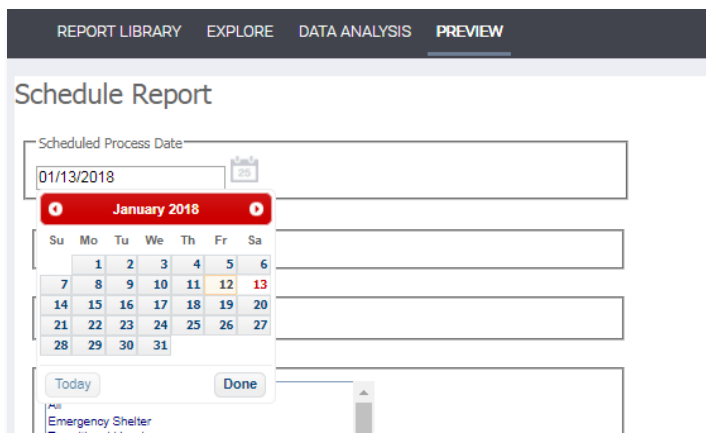 REPORT LIBRARY EXPLORE DATA ANALYSIS PREVIEW
Schedule Report
Scheduled Process Date
01/13/2018
25
January 2018
Su Mo Tu We Th Fr Sa
1 2 3 4 5 6
7 8 9 10 11 12 13
14 15 16 17 18 19 20
21 22 23 24 25 26 27
28 29 30 31
Today Done
All
Emergency Shelter